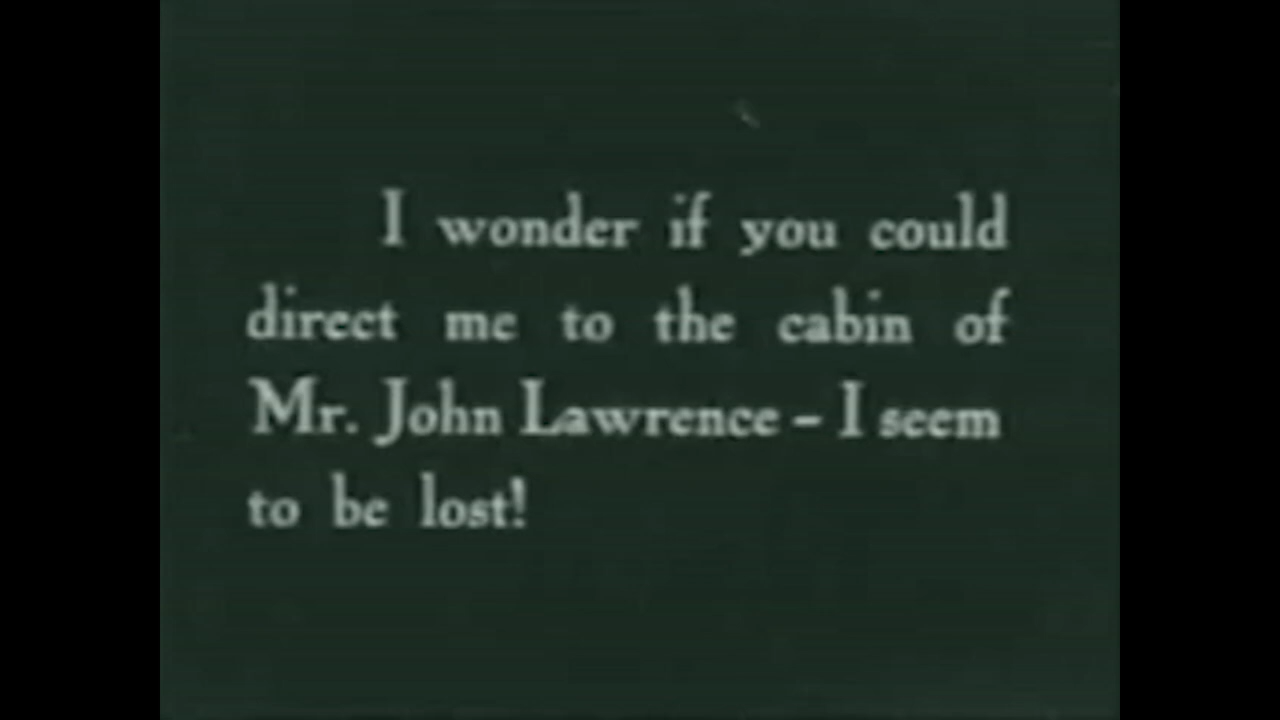 I wonder if you could
direct me to the cabin of
Mr. John Lawrence - I seem
to be lost!